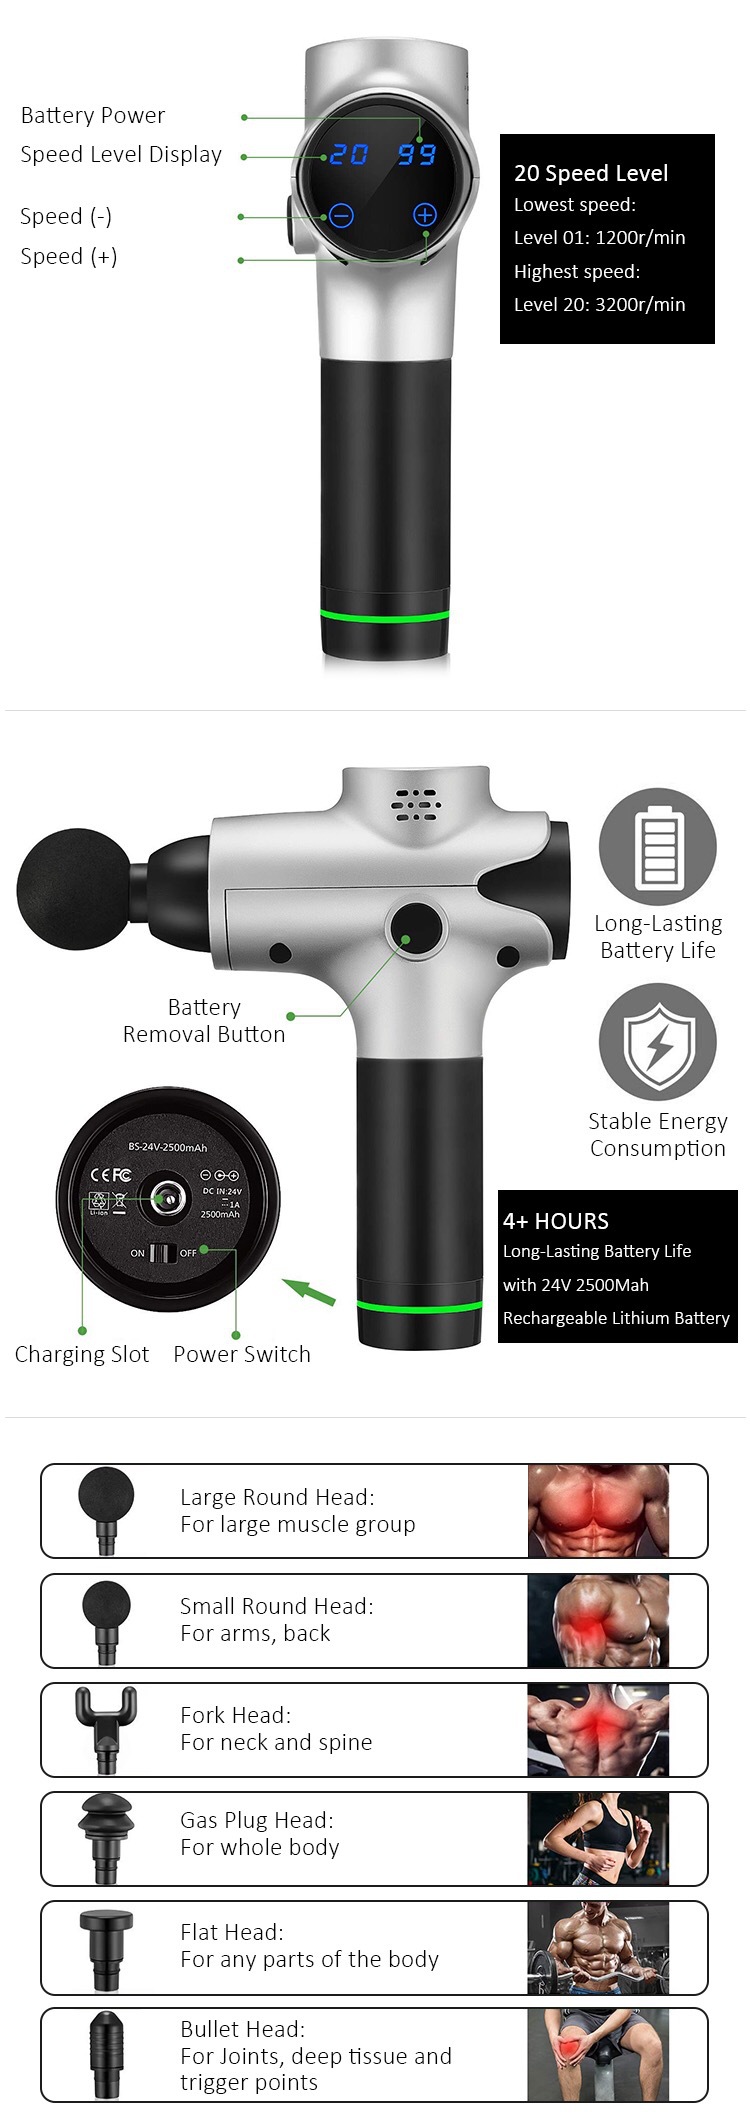 Battery Power
Speed Level Display
Speed (-)
Speed (+)
20 99
20 Speed Level
Lowest speed:
Level 01: 1200r/min
Highest speed:
Level 20: 3200r/min
Long-Lasting
Battery Life
Battery
Removal Button
Stable Energy
Consumption
BS-24V-2500mAh
CE FC
DC IN:24V
1A
2500mAh
Li-ion
ON OFF
Charging Slot
Power Switch
4+ HOURS
Long-Lasting Battery Life
with 24V 2500Mah
Rechargeable Lithium Battery
Large Round Head:
For large muscle group
Small Round Head:
For arms, back
Fork Head:
For neck and spine
Gas Plug Head:
For whole body
Flat Head:
For any parts of the body
Bullet Head:
For Joints, deep tissue and
trigger points